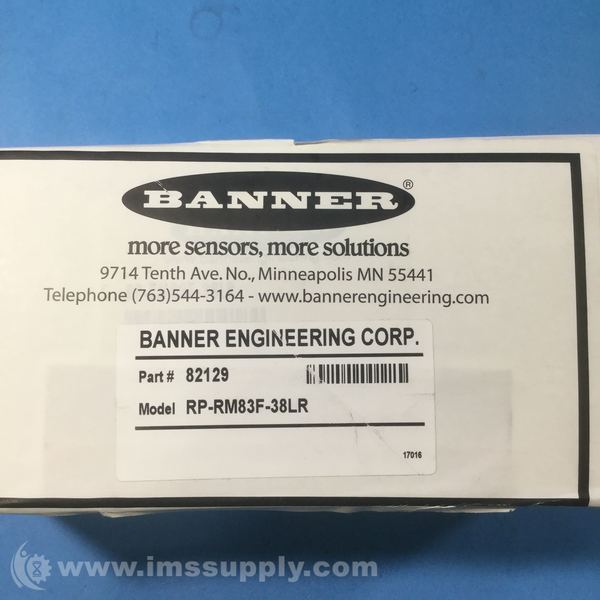 BANNER®
more sensors, more solutions
9714 Tenth Ave. No., Minneapolis MN 55441
Telephone (763)544-3164 - www.bannerengineering.com
BANNER ENGINEERING CORP.
Part # 82129
Model RP-RM83F-38LR
17016
www.imssupply.com